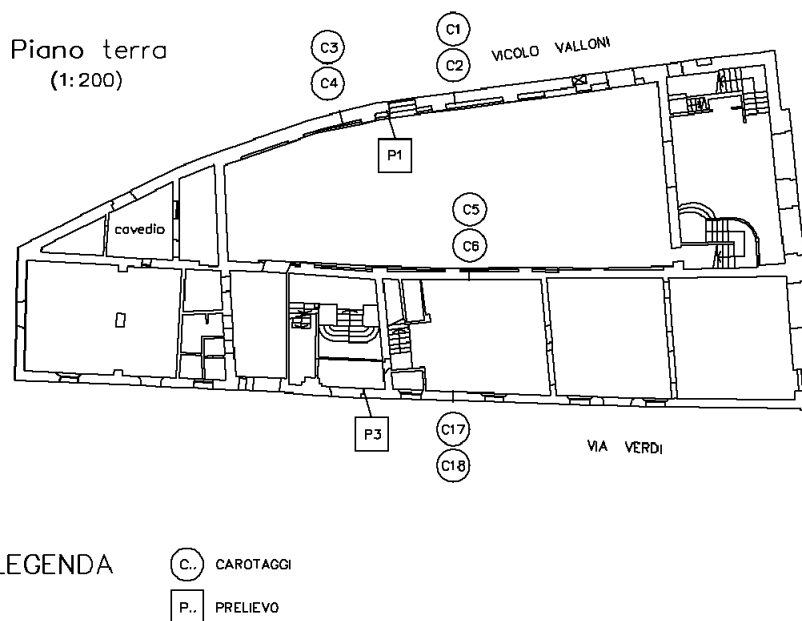 Piano terra
(1:200)
C3
C4
C1
C2
VICOLO VALLONI
P1
C5
C6
cavedio
P3
C17
C18
VIA VERDI
LEGENDA
C.. CAROTAGGI
P.. PRELIEVO